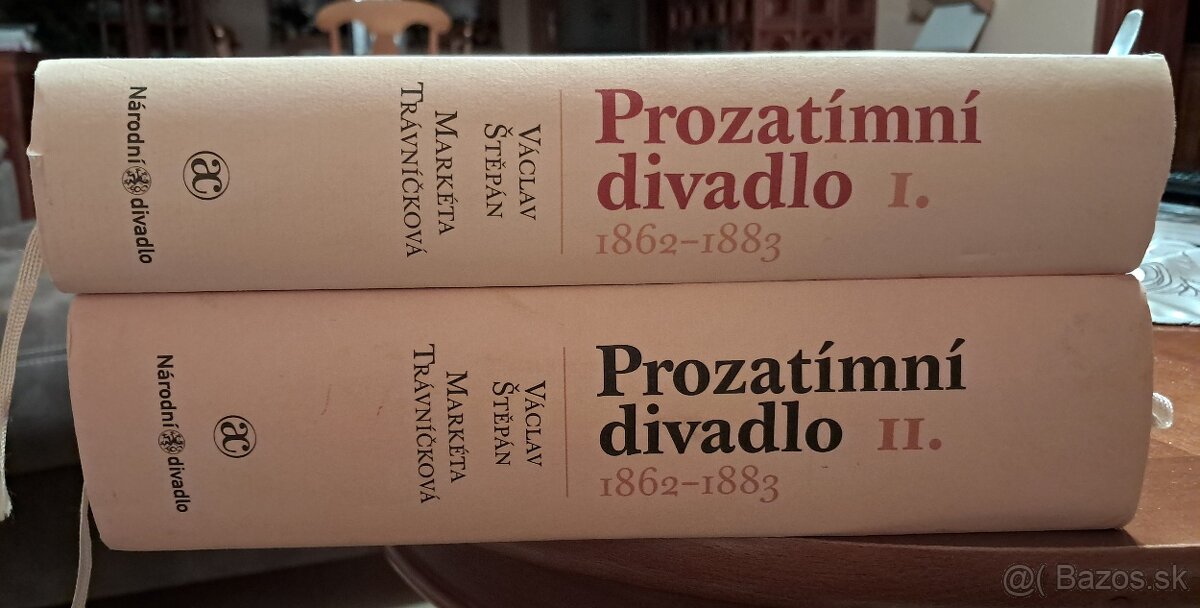 Prozatímní
divadlo I.
1862–1883
VÁCLAV
ŠTĚPÁN
MARKÉTA
TRÁVNÍČKOVÁ
Národní divadlo
Prozatímní
divadlo II.
1862–1883
VÁCLAV
ŠTĚPÁN
MARKÉTA
TRÁVNÍČKOVÁ
Národní divadlo
@( Bazos.sk